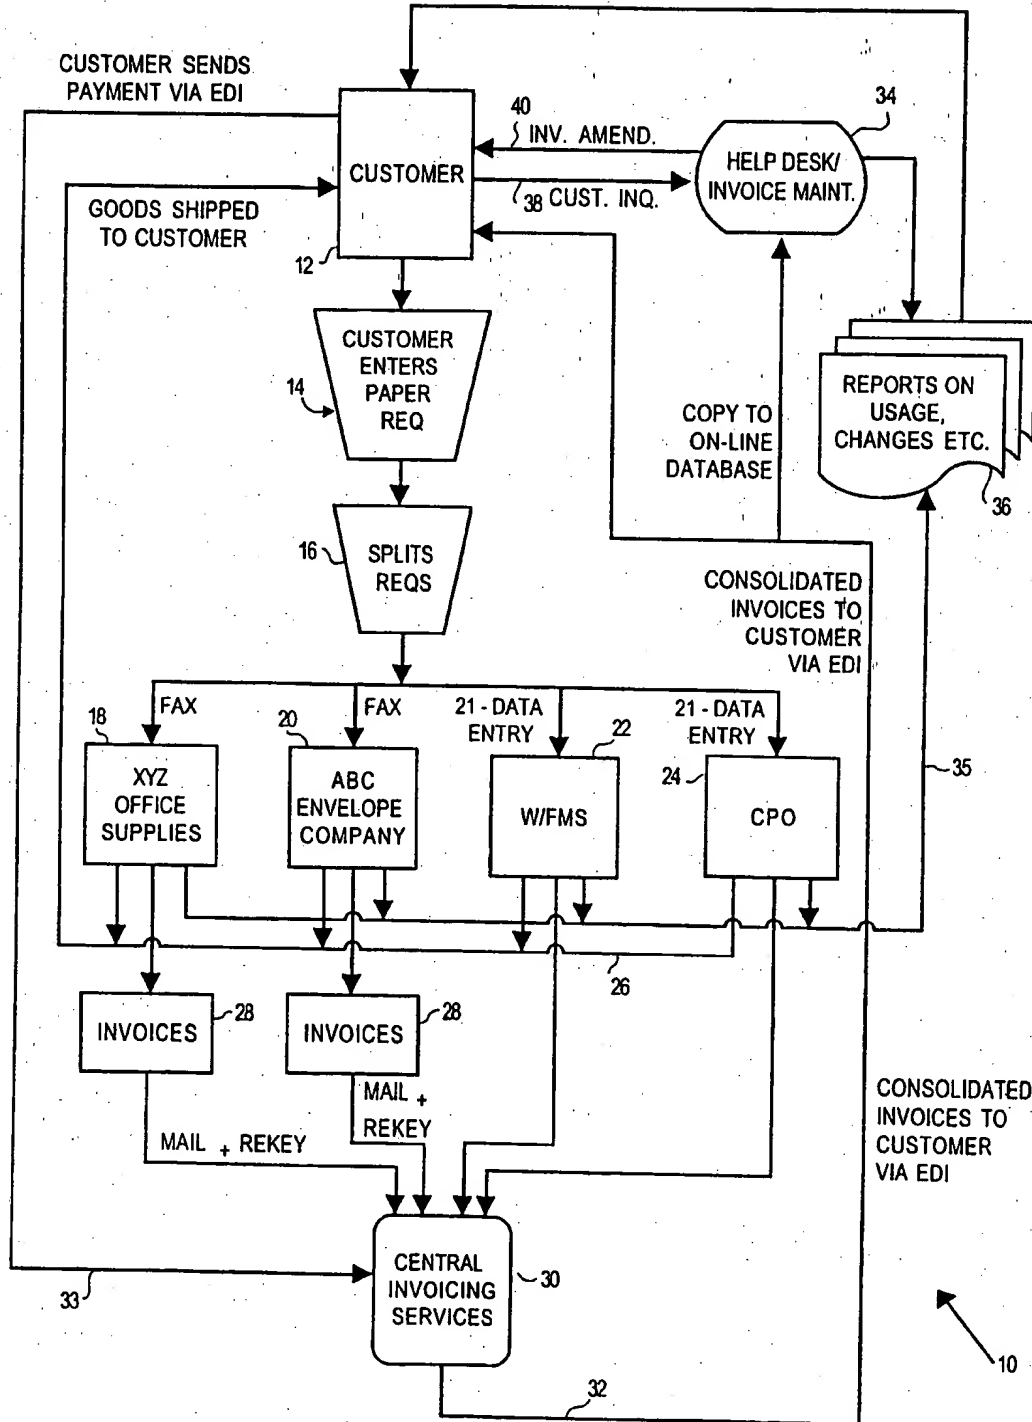 CUSTOMER SENDS
PAYMENT VIA EDI
34
40
INV. AMEND.
CUSTOMER
HELP DESK/
INVOICE MAINT.
38 CUST. INQ.
GOODS SHIPPED
TO CUSTOMER
12
CUSTOMER
ENTERS
PAPER
REQ
14
REPORTS ON
USAGE,
CHANGES ETC.
36
COPY TO
ON-LINE
DATABASE
16
SPLITS
REQS
CONSOLIDATED
INVOICES TO
CUSTOMER
VIA EDI
FAX
FAX
21-DATA
ENTRY
21-DATA
ENTRY
18
20
22
24
35
XYZ
OFFICE
SUPPLIES
ABC
ENVELOPE
COMPANY
W/FMS
CPO
26
INVOICES
28
INVOICES
28
MAIL +
REKEY
MAIL + REKEY
CONSOLIDATED
INVOICES TO
CUSTOMER
VIA EDI
CENTRAL
INVOICING
SERVICES
30
33
10
32